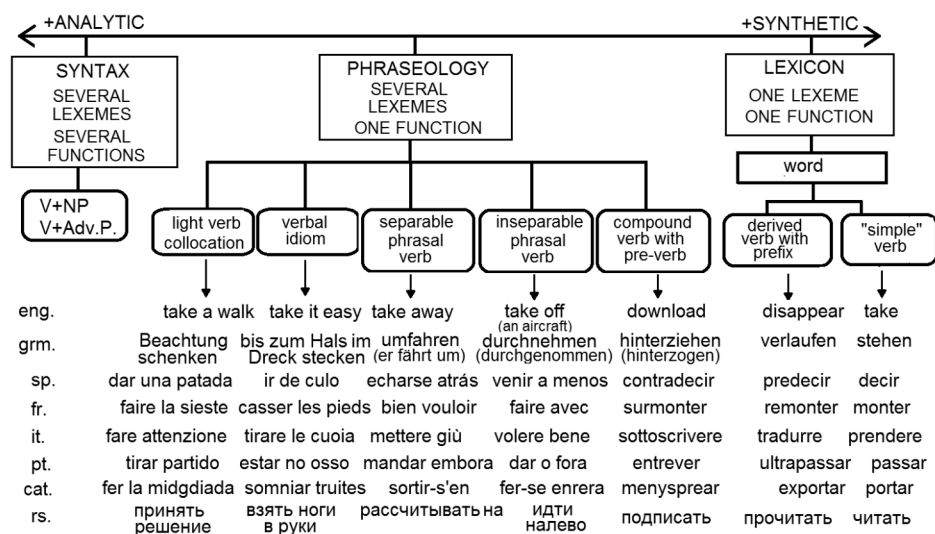 +ANALYTIC +SYNTHETIC
SYNTAX
SEVERAL
LEXEMES
SEVERAL
FUNCTIONS
PHRASEOLOGY
SEVERAL
LEXEMES
ONE FUNCTION
LEXICON
ONE LEXEME
ONE FUNCTION
word
V+NP
V+Adv.P.
light verb
collocation
verbal
idiom
separable
phrasal
verb
inseparable
phrasal
verb
compound
verb with
pre-verb
derived
verb with
prefix
"simple"
verb
eng. take a walk take it easy take away take off download disappear take
(an aircraft)
grm. Beachtung bis zum Hals im umfahren durchnehmen hinterziehen verlaufen stehen
schenken Dreck stecken (er fährt um) (durchgenommen) (hinterzogen)
sp. dar una patada ir de culo echarse atrás venir a menos contradecir predecir decir
fr. faire la sieste casser les pieds bien vouloir faire avec surmonter remonter monter
it. fare attenzione tirare le cuoia mettere giù volere bene sottoscrivere tradurre prendere
pt. tirar partido estar no osso mandar embora dar o fora entrever ultrapassar passar
cat. fer la midgdiada somniar truites sortir-s'en fer-se enrera menysprear exportar portar
rs. принять взять ноги рассчитывать на идти подписать прочитать читать
решение в руки налево